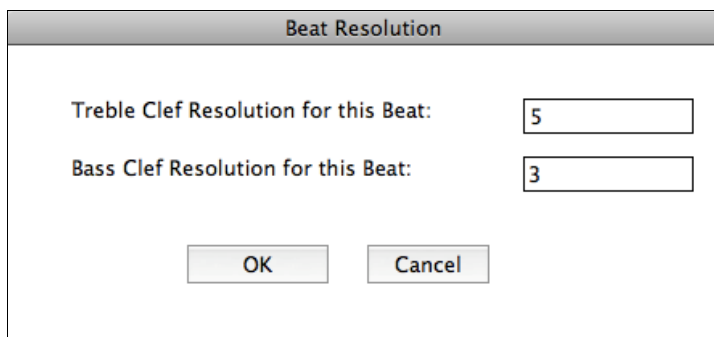 Beat Resolution
Treble Clef Resolution for this Beat: 5
Bass Clef Resolution for this Beat: 3
OK Cancel